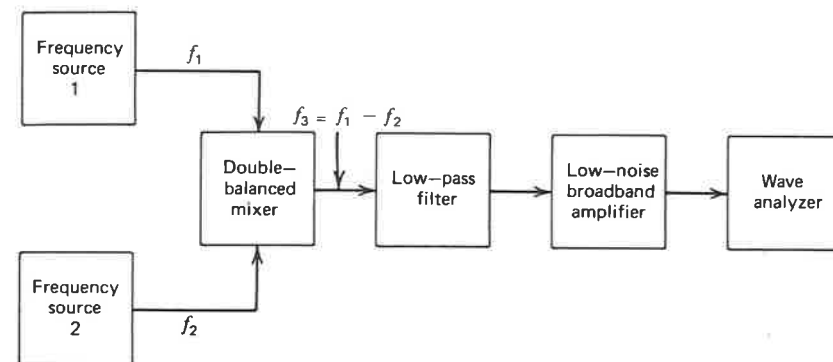 Frequency
source
1
f₁
f₃ = f₁ − f₂
Double–
balanced
mixer
Low–pass
filter
Low–noise
broadband
amplifier
Wave
analyzer
Frequency
source
2
f₂